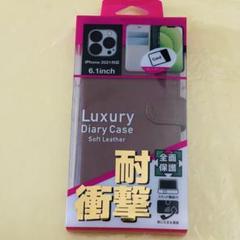 iPhone 2021対応
6.1inch
Luxury
Diary Case
Soft Leather
耐
衝撃
全面
保護